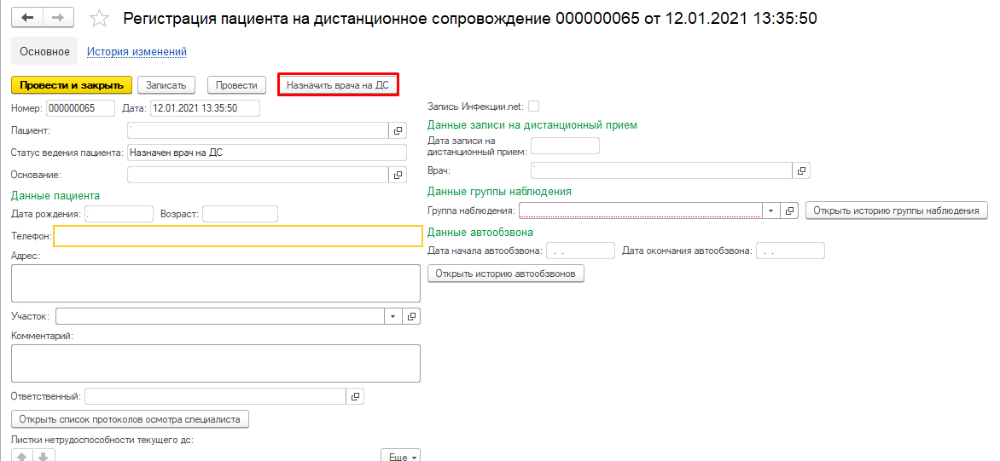 Регистрация пациента на дистанционное сопровождение 000000065 от 12.01.2021 13:35:50
Основное История изменений
Провести и закрыть Записать Провести Назначить врача на ДС
Номер: 000000065 Дата: 12.01.2021 13:35:50
Пациент:
Статус ведения пациента: Назначен врач на ДС
Основание:
Данные пациента
Дата рождения: Возраст:
Телефон:
Адрес:
Участок:
Комментарий:
Ответственный:
Открыть список протоколов осмотра специалиста
Листки нетрудоспособности текущего дс:
Еще
Запись Инфекции.net:
Данные записи на дистанционный прием
Дата записи на
дистанционный прием:
Врач:
Данные группы наблюдения
Группа наблюдения: Открыть историю группы наблюдения
Данные автообзвона
Дата начала автообзвона: . . Дата окончания автообзвона: . .
Открыть историю автообзвонов